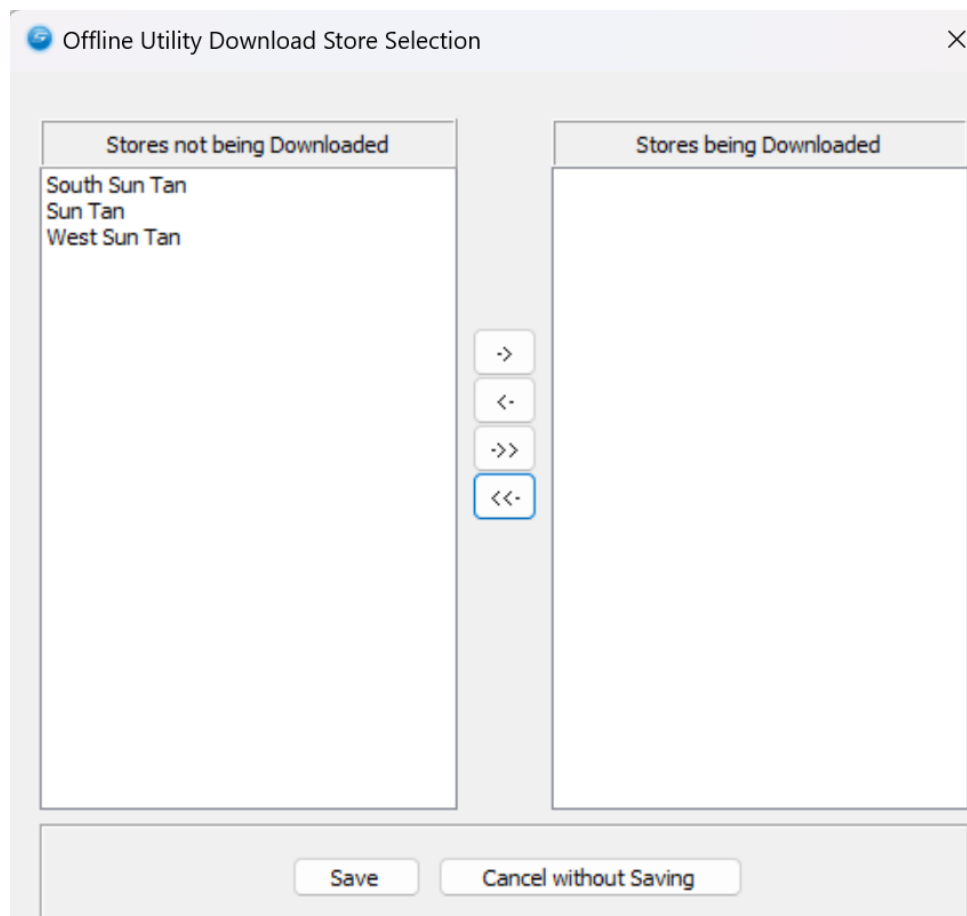 Offline Utility Download Store Selection
Stores not being Downloaded
South Sun Tan
Sun Tan
West Sun Tan
->
<-
->>
<<-
Stores being Downloaded
Save
Cancel without Saving